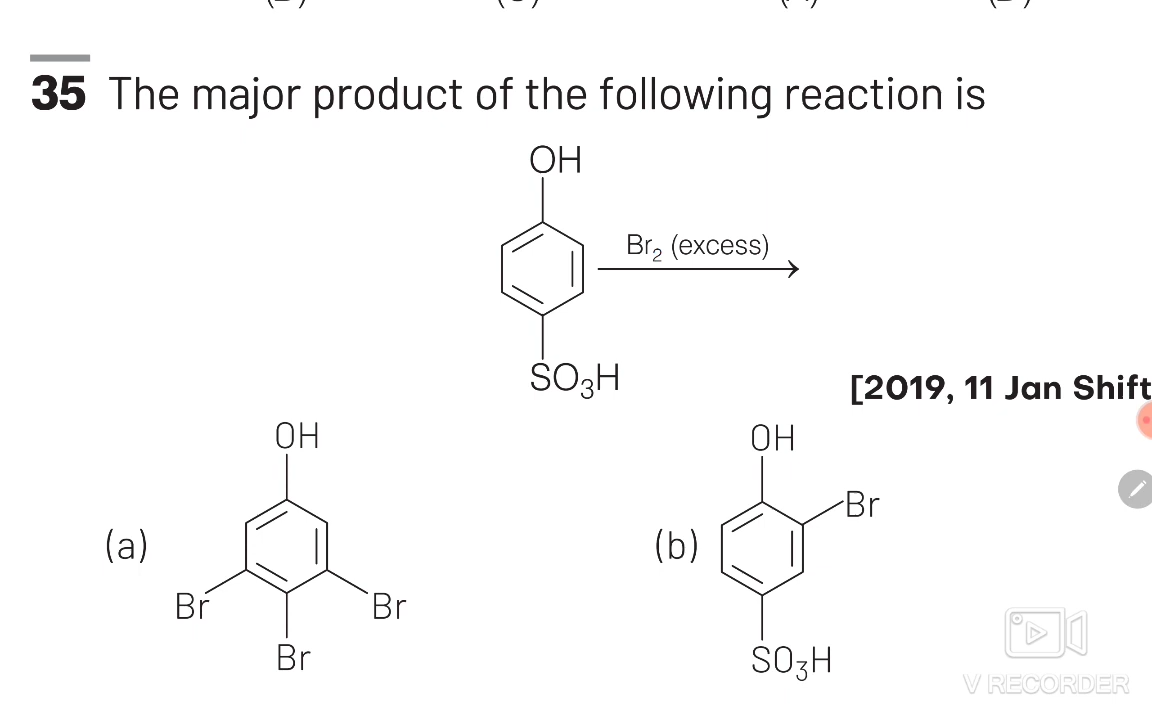 35 The major product of the following reaction is
OH
Br₂ (excess)
SO₃H
[2019, 11 Jan Shift
OH
OH
Br
(a)
(b)
Br
Br
Br
SO₃H
V RECORDER